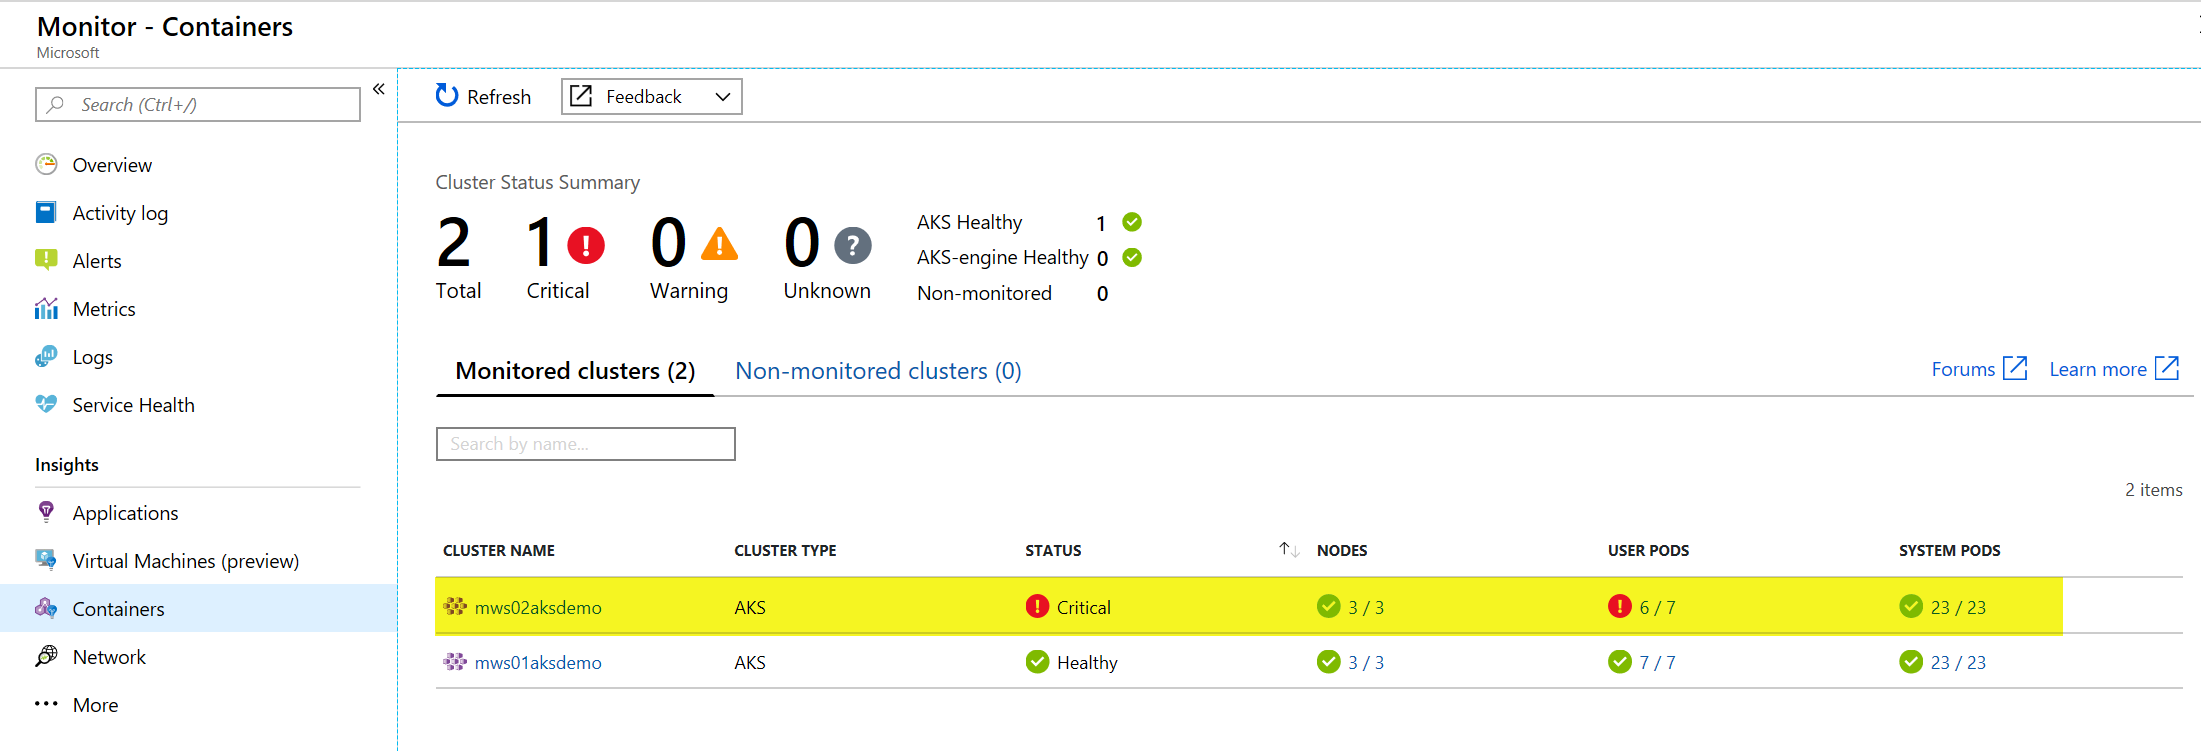 Monitor - Containers
Microsoft
Search (Ctrl+/)
Overview
Activity log
Alerts
Metrics
Logs
Service Health
Insights
Applications
Virtual Machines (preview)
Containers
Network
More
Refresh
Feedback
Cluster Status Summary
2 1 0 0
Total Critical Warning Unknown
AKS Healthy 1
AKS-engine Healthy 0
Non-monitored 0
Monitored clusters (2) Non-monitored clusters (0) Forums Learn more
Search by name...
2 items
CLUSTER NAME CLUSTER TYPE STATUS NODES USER PODS SYSTEM PODS
mws02aksdemo AKS Critical 3 / 3 6 / 7 23 / 23
mws01aksdemo AKS Healthy 3 / 3 7 / 7 23 / 23